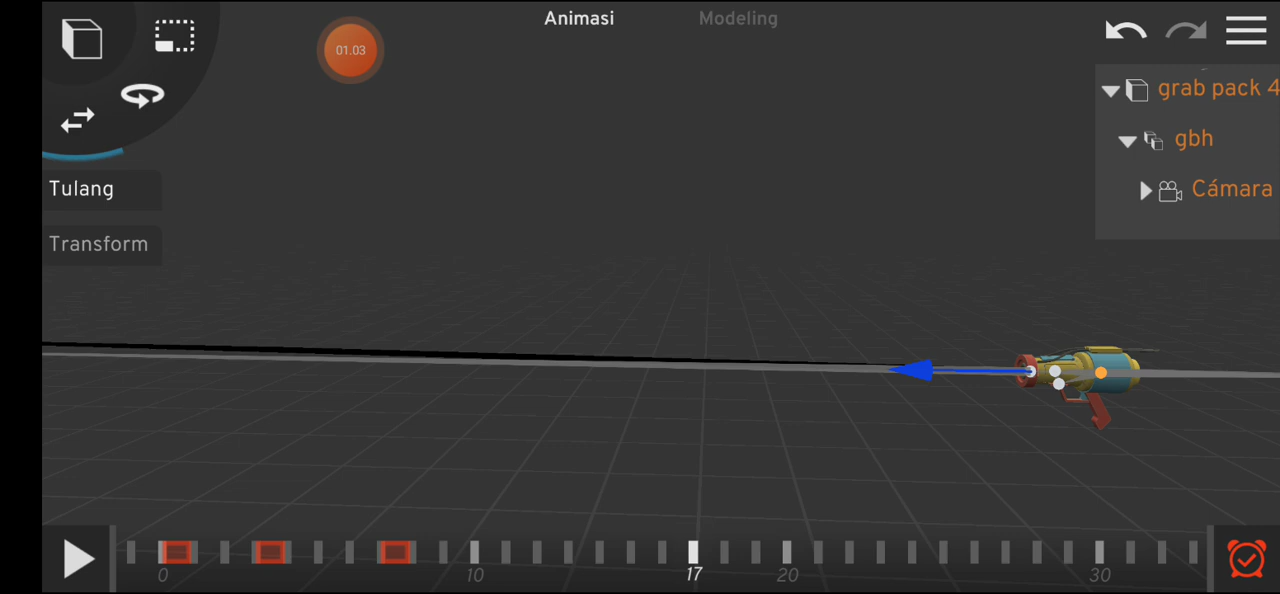 Animasi
Modeling
01.03
grab pack 4
gbh
Cámara
Tulang
Transform
0
10
17
20
30